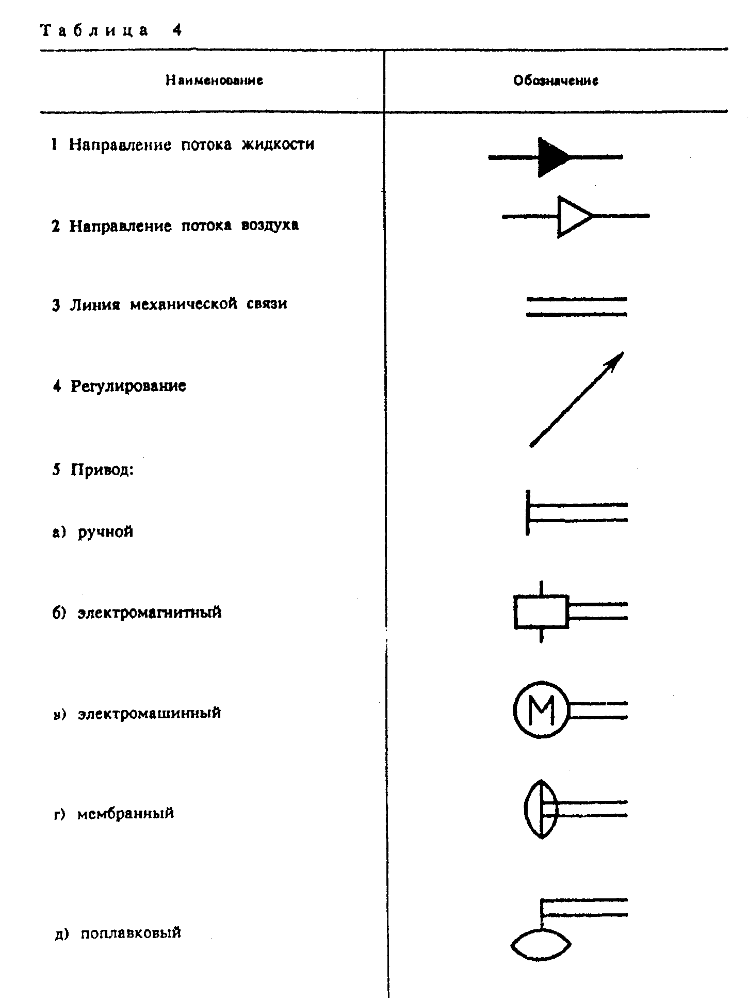 Таблица 4
Наименование Обозначение
1 Направление потока жидкости
2 Направление потока воздуха
3 Линия механической связи
4 Регулирование
5 Привод:
а) ручной
б) электромагнитный
в) электромашинный
М
г) мембранный
д) поплавковый